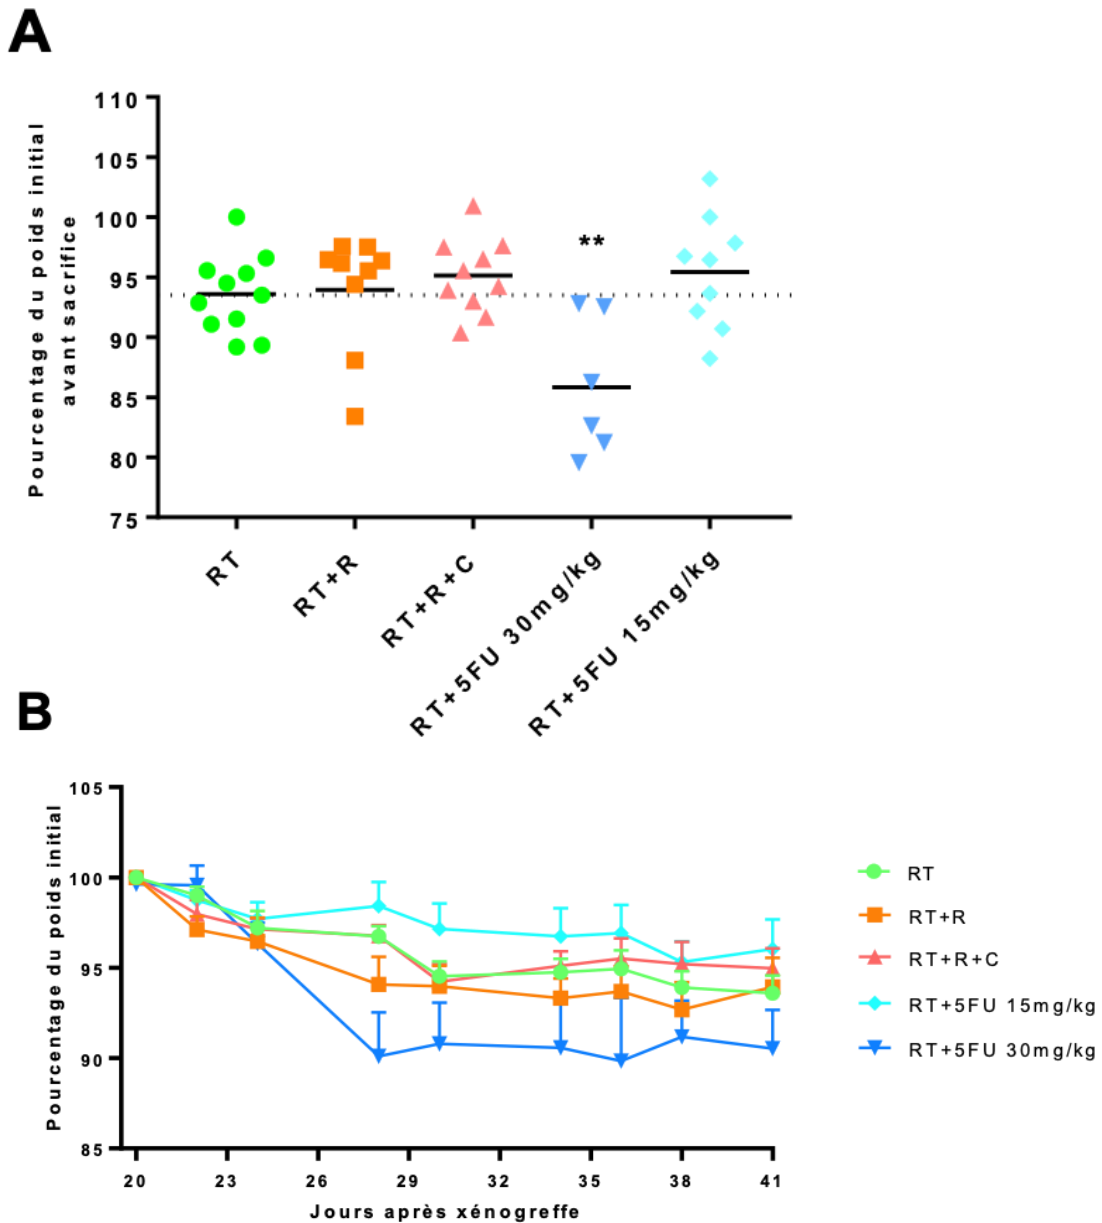 A
110
105
100
95
90
85
80
75
Pourcentage du poids initial
avant sacrifice
**
RT
RT+R
RT+R+C
RT+5FU 30mg/kg
RT+5FU 15mg/kg
B
105
100
95
90
85
Pourcentage du poids initial
20 23 26 29 32 35 38 41
Jours après xénogreffe
RT
RT+R
RT+R+C
RT+5FU 15mg/kg
RT+5FU 30mg/kg